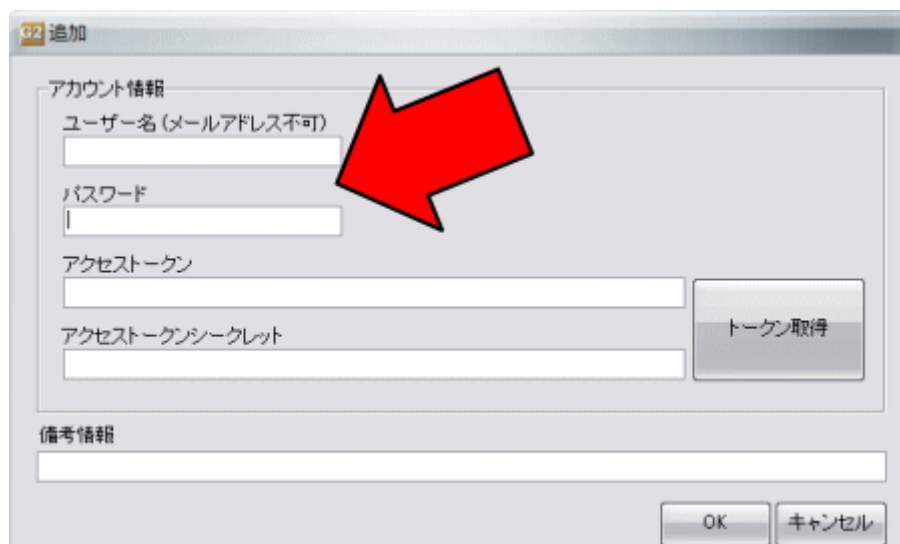 G2 追加
アカウント情報
ユーザー名(メールアドレス不可)
パスワード
アクセストークン
アクセストークンシークレット
トークン取得
備考情報
OK
キャンセル